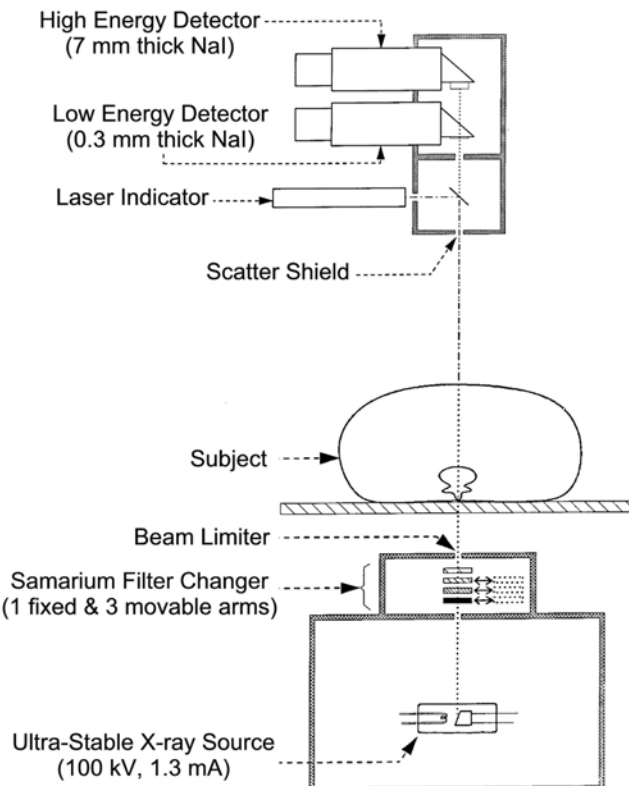 High Energy Detector
(7 mm thick NaI)
Low Energy Detector
(0.3 mm thick NaI)
Laser Indicator
Scatter Shield
Subject
Beam Limiter
Samarium Filter Changer
(1 fixed & 3 movable arms)
Ultra-Stable X-ray Source
(100 kV, 1.3 mA)